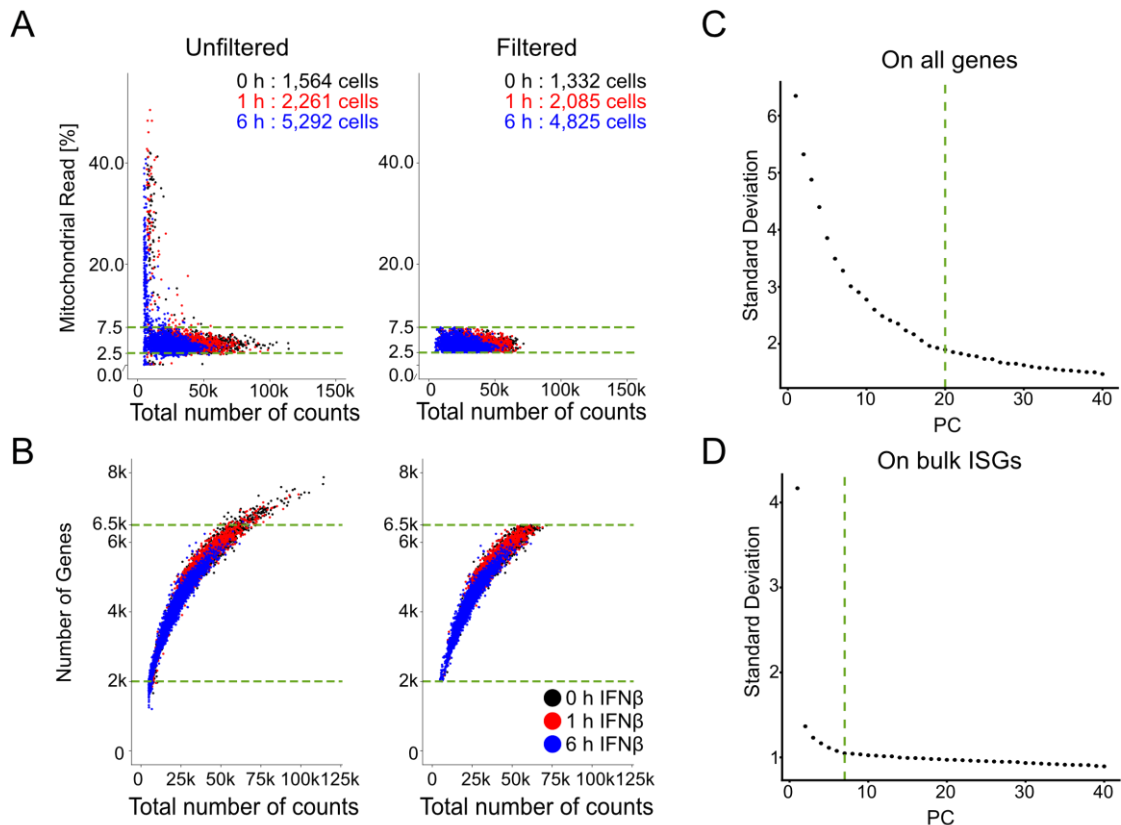 A
Unfiltered
Filtered
0 h : 1,564 cells
1 h : 2,261 cells
6 h : 5,292 cells
0 h : 1,332 cells
1 h : 2,085 cells
6 h : 4,825 cells
Mitochondrial Read [%]
40.0
20.0
7.5
2.5
0.0
0
50k
100k
150k
Total number of counts
40.0
20.0
7.5
2.5
0.0
0
50k
100k
150k
Total number of counts
B
Number of Genes
8k
6.5k
6k
4k
2k
0
0
25k
50k
75k
100k
125k
Total number of counts
8k
6.5k
6k
4k
2k
0
0 h IFNβ
1 h IFNβ
6 h IFNβ
0
25k
50k
75k
100k
125k
Total number of counts
C
On all genes
Standard Deviation
6
5
4
3
2
0
10
20
30
40
PC
D
On bulk ISGs
Standard Deviation
4
3
2
1
0
10
20
30
40
PC